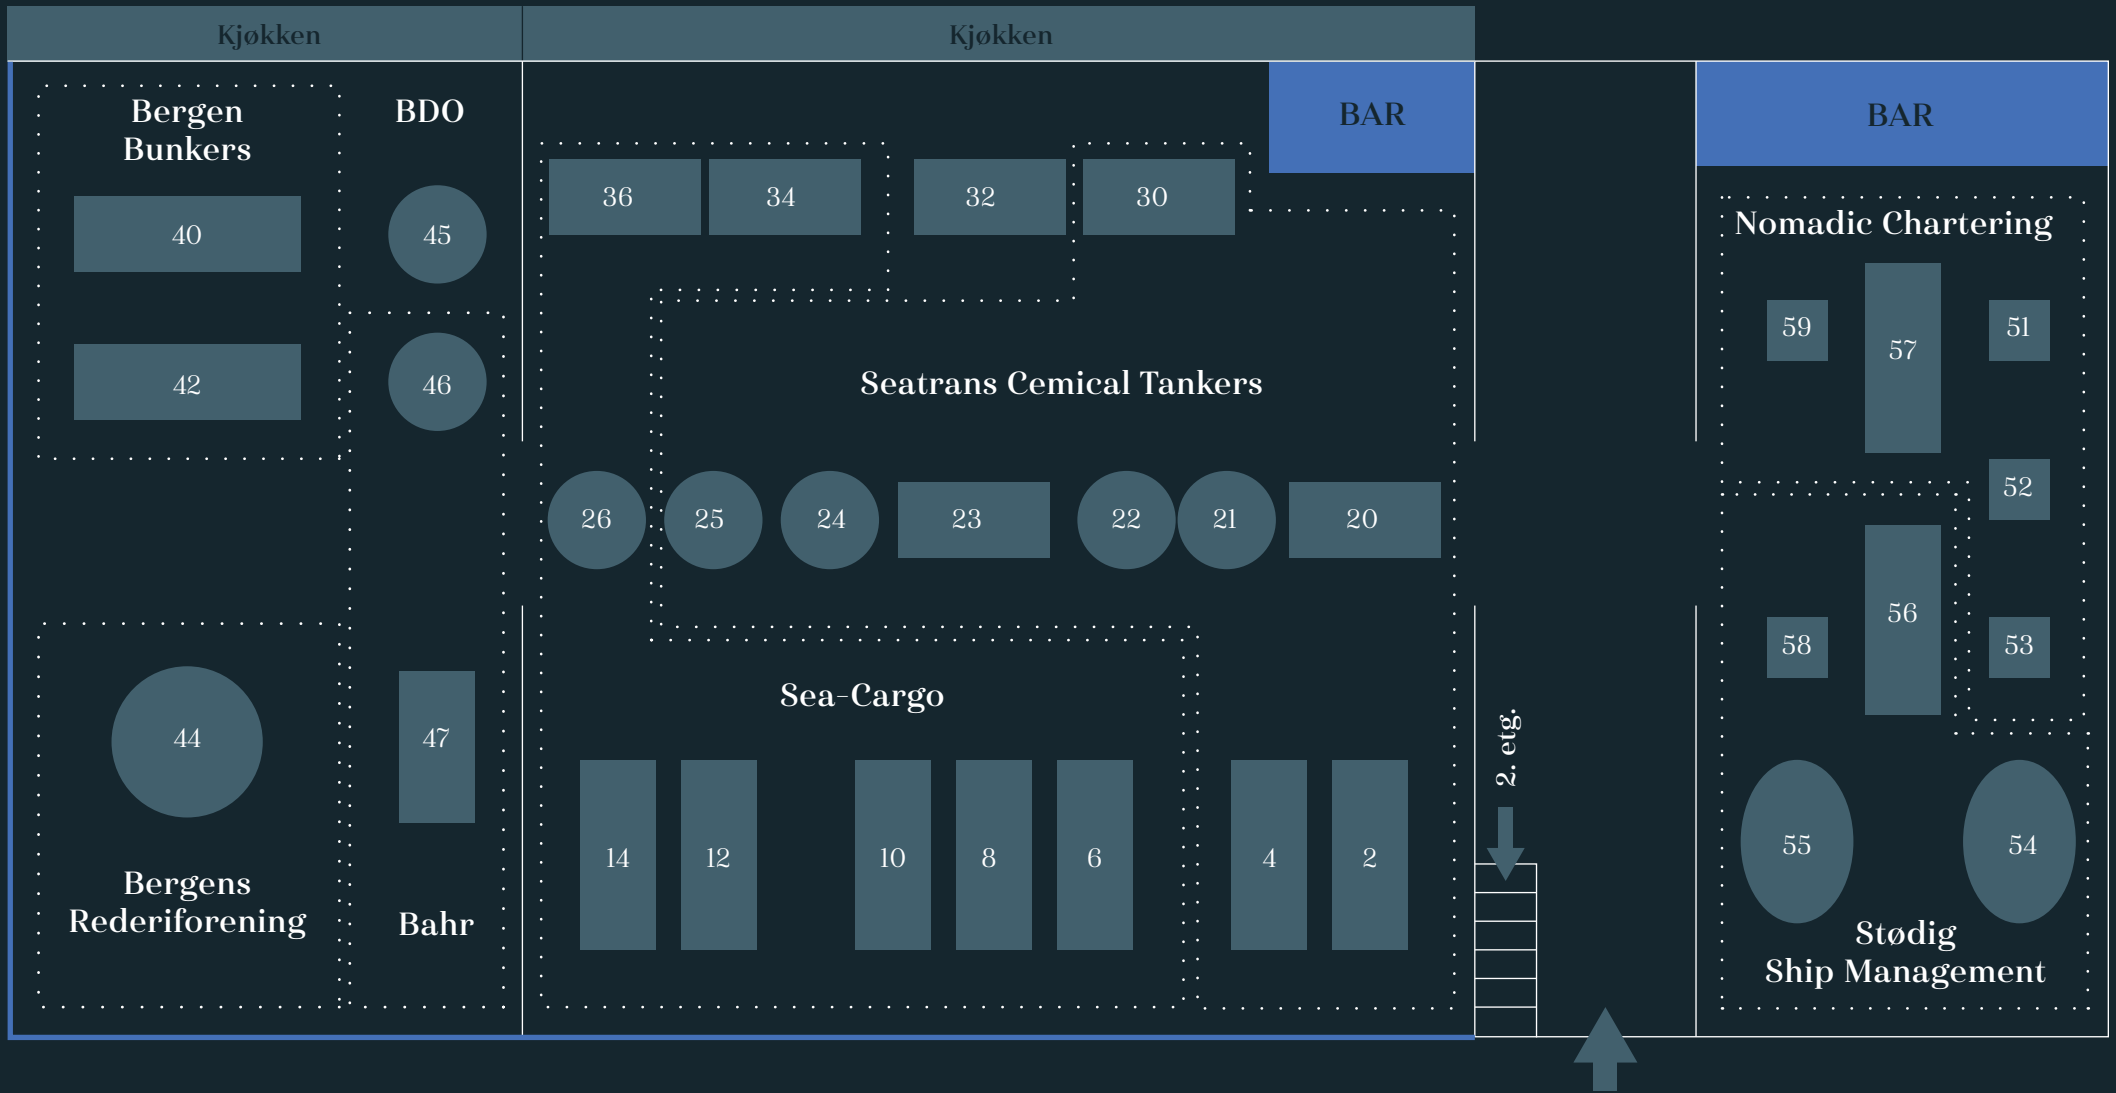 Kjøkken
Kjøkken
Bergen
Bunkers
40
42
BDO
45
46
44
Bergens
Rederiforening
47
Bahr
BAR
36
34
32
30
Seatrans Cemical Tankers
26
25
24
23
22
21
20
Sea-Cargo
14
12
10
8
6
4
2
2. etg.
BAR
Nomadic Chartering
59
57
51
52
56
58
53
55
54
Stødig
Ship Management